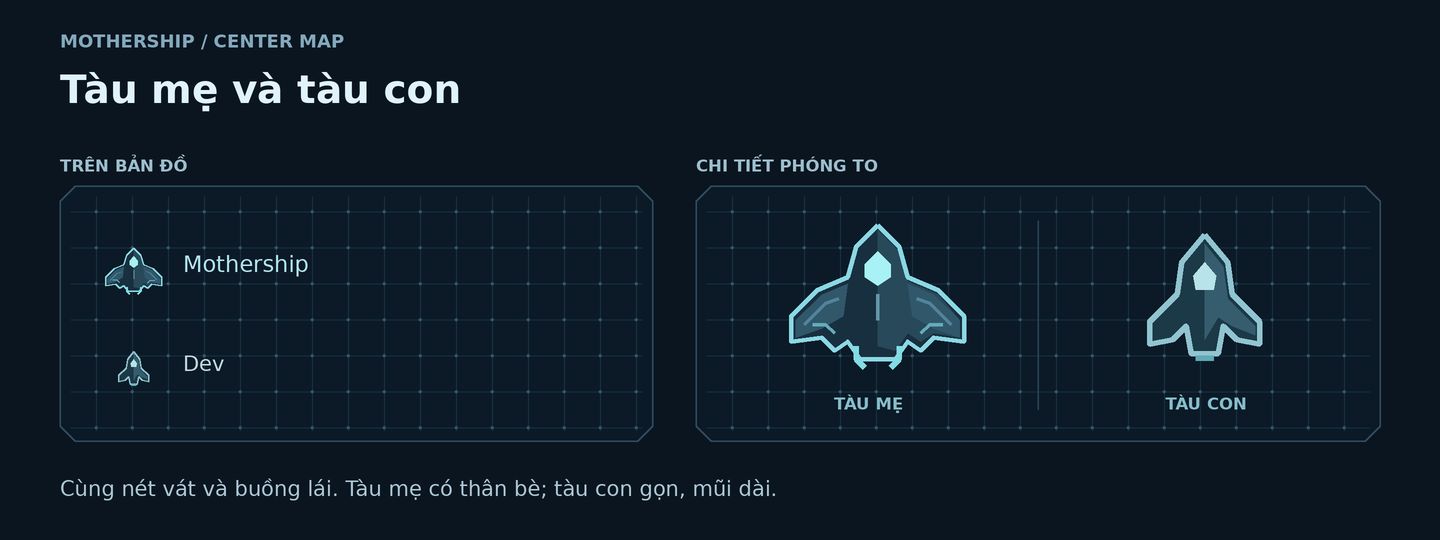 MOTHERSHIP / CENTER MAP
Tàu mẹ và tàu con
TRÊN BẢN ĐỒ
Mothership
Dev
CHI TIẾT PHÓNG TO
TÀU MẸ
TÀU CON
Cùng nét vát và buồng lái. Tàu mẹ có thân bè; tàu con gọn, mũi dài.